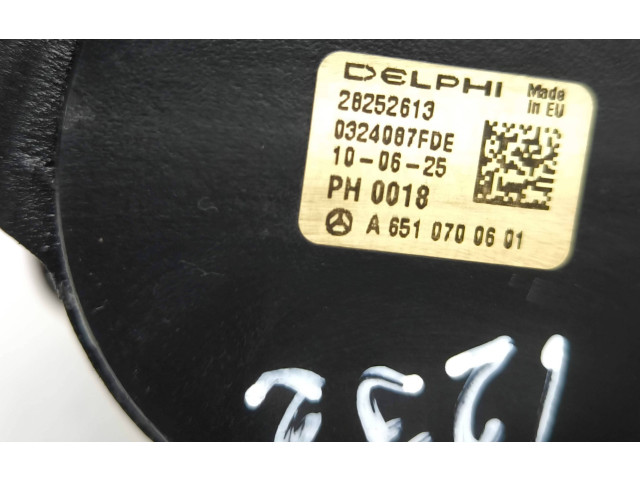 DELPHI Made in EU
28252613
0324087FDE
10-06-25
PH 0018
A 651 070 06 01